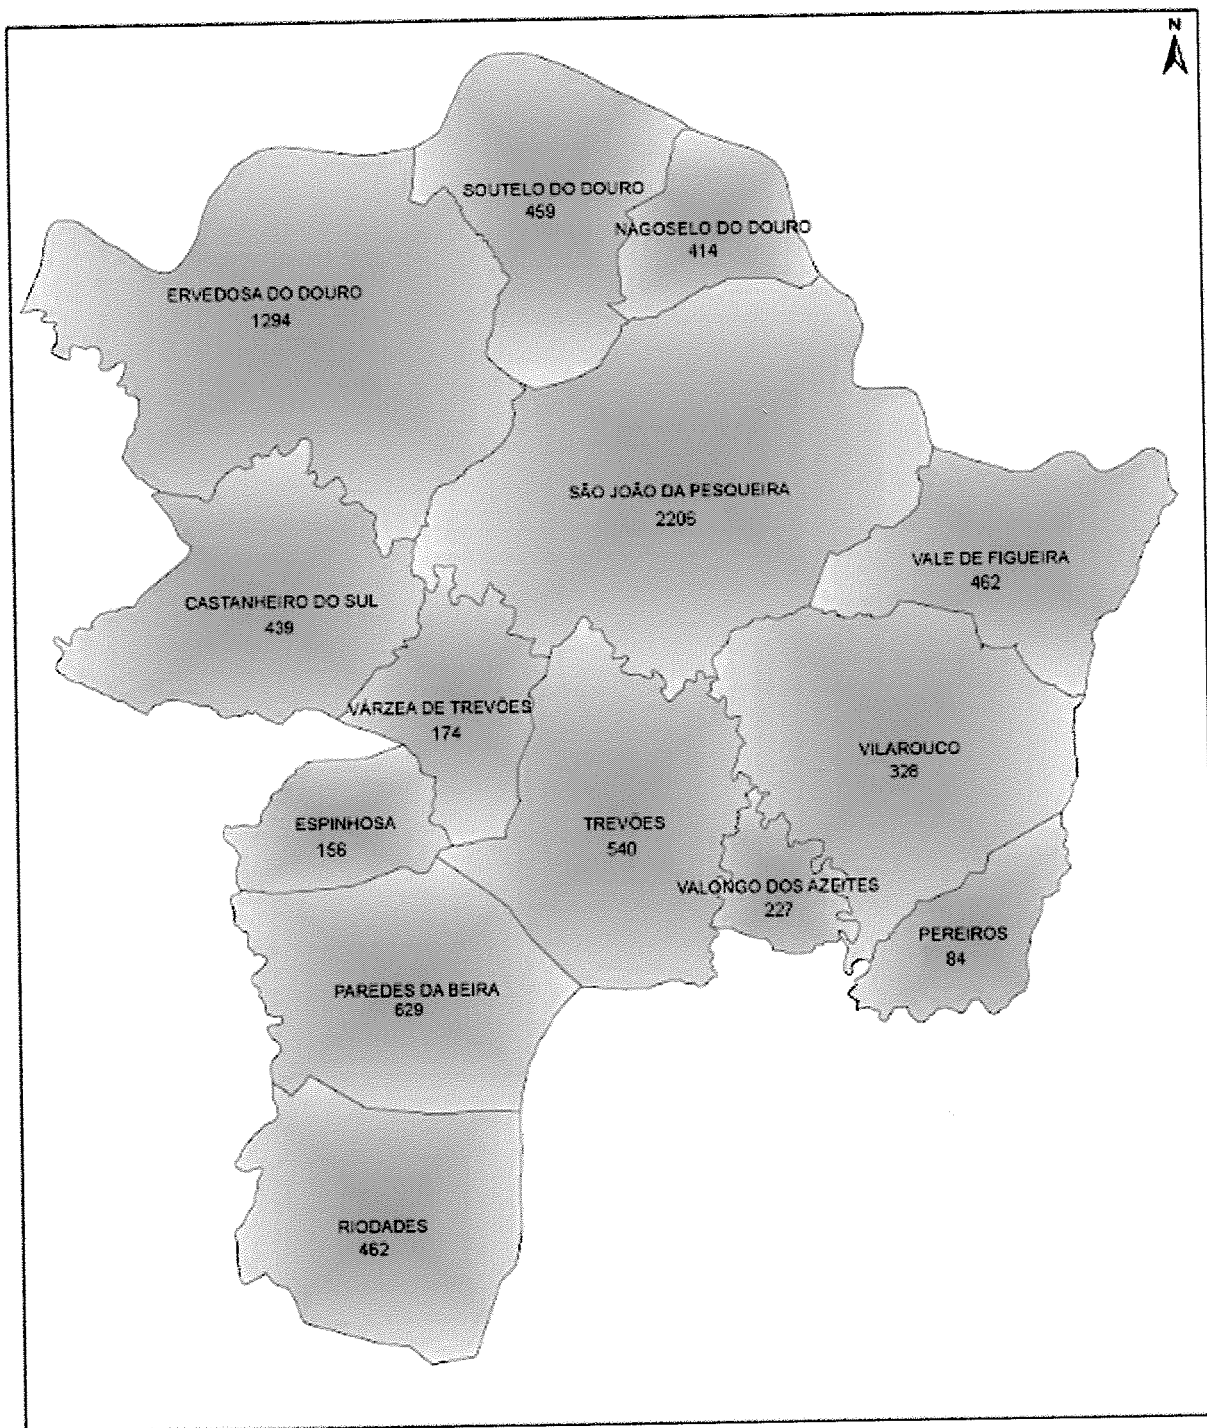 N
SOUTELO DO DOURO
459
NAGOSELO DO DOURO
414
ERVEDOSA DO DOURO
1294
SÃO JOÃO DA PESQUEIRA
2206
VALE DE FIGUEIRA
462
CASTANHEIRO DO SUL
439
VÁRZEA DE TREVÕES
174
VILAROUCO
328
ESPINHOSA
156
TREVÕES
540
VALONGO DOS AZEITES
227
PEREIROS
84
PAREDES DA BEIRA
629
RIODADES
462